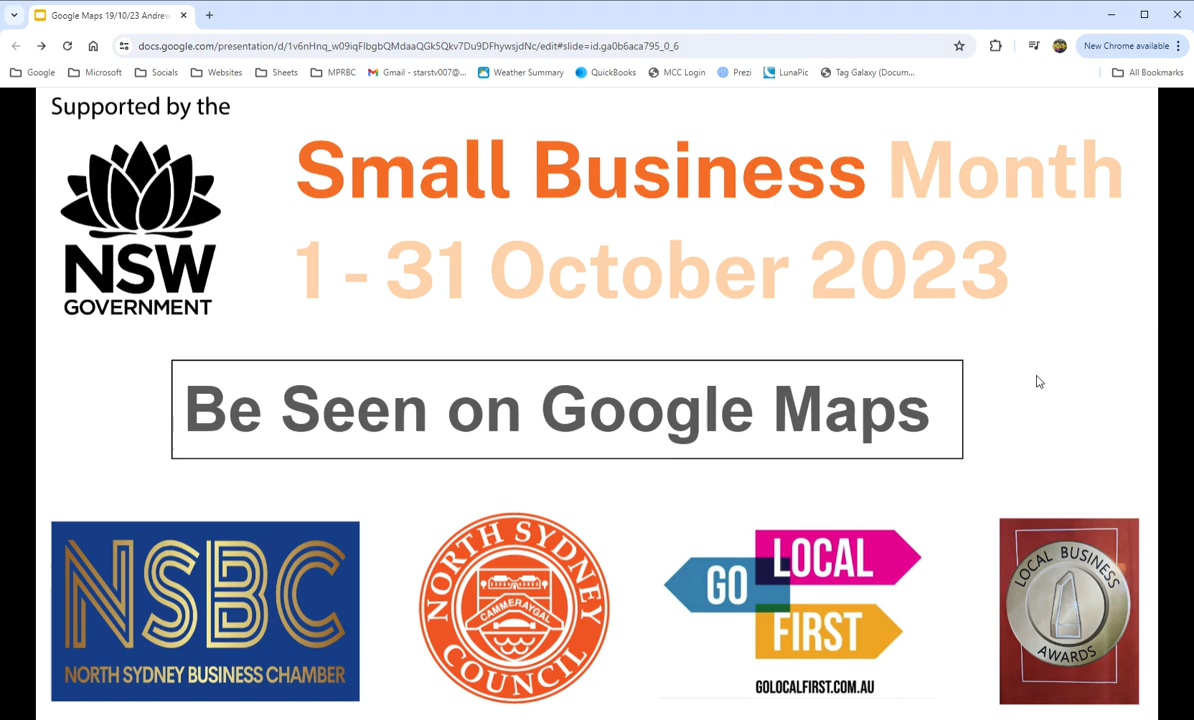 Google Maps 19/10/23 Andrew
docs.google.com/presentation/d/1v6nHnq_w09iqFIbgbQMdaaQGk5Qkv7Du9DFhywsjdNc/edit#slide=id.ga0b6aca795_0_6
New Chrome available
Google Microsoft Socials Websites Sheets MPRBC Gmail - starstv007@... Weather Summary QuickBooks MCC Login Prezi LunaPic Tag Galaxy (Docum... All Bookmarks
Supported by the
NSW
GOVERNMENT
Small Business Month
1 - 31 October 2023
Be Seen on Google Maps
NSBC
NORTH SYDNEY BUSINESS CHAMBER
NORTH SYDNEY
CAMMERAYGAL
COUNCIL
GO LOCAL
FIRST
GOLOCALFIRST.COM.AU
LOCAL BUSINESS
AWARDS